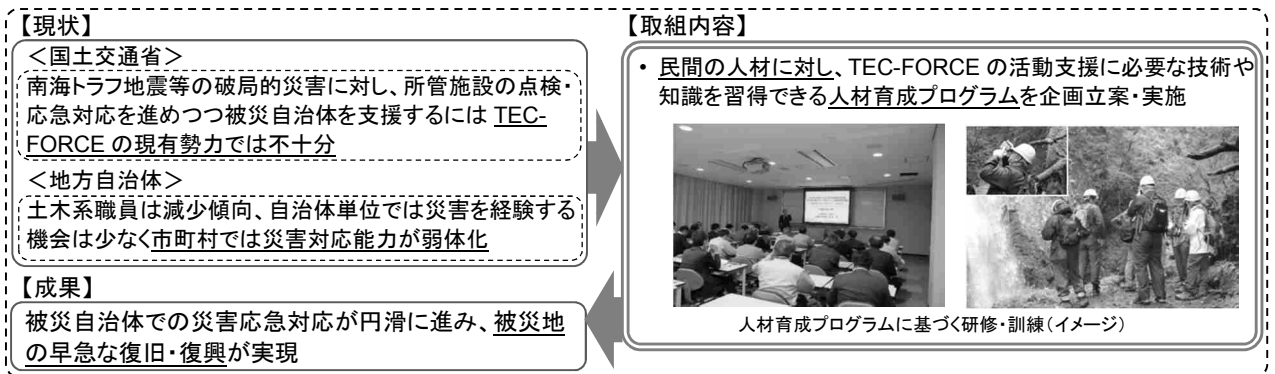 【現状】
<国土交通省>
南海トラフ地震等の破局的災害に対し、所管施設の点検・
応急対応を進めつつ被災自治体を支援するには TEC-
FORCE の現有勢力では不十分
<地方自治体>
土木系職員は減少傾向、自治体単位では災害を経験する
機会は少なく市町村では災害対応能力が弱体化
【成果】
被災自治体での災害応急対応が円滑に進み、被災地
の早急な復旧・復興が実現
【取組内容】
• 民間の人材に対し、TEC-FORCE の活動支援に必要な技術や
知識を習得できる人材育成プログラムを企画立案・実施
人材育成プログラムに基づく研修・訓練(イメージ)